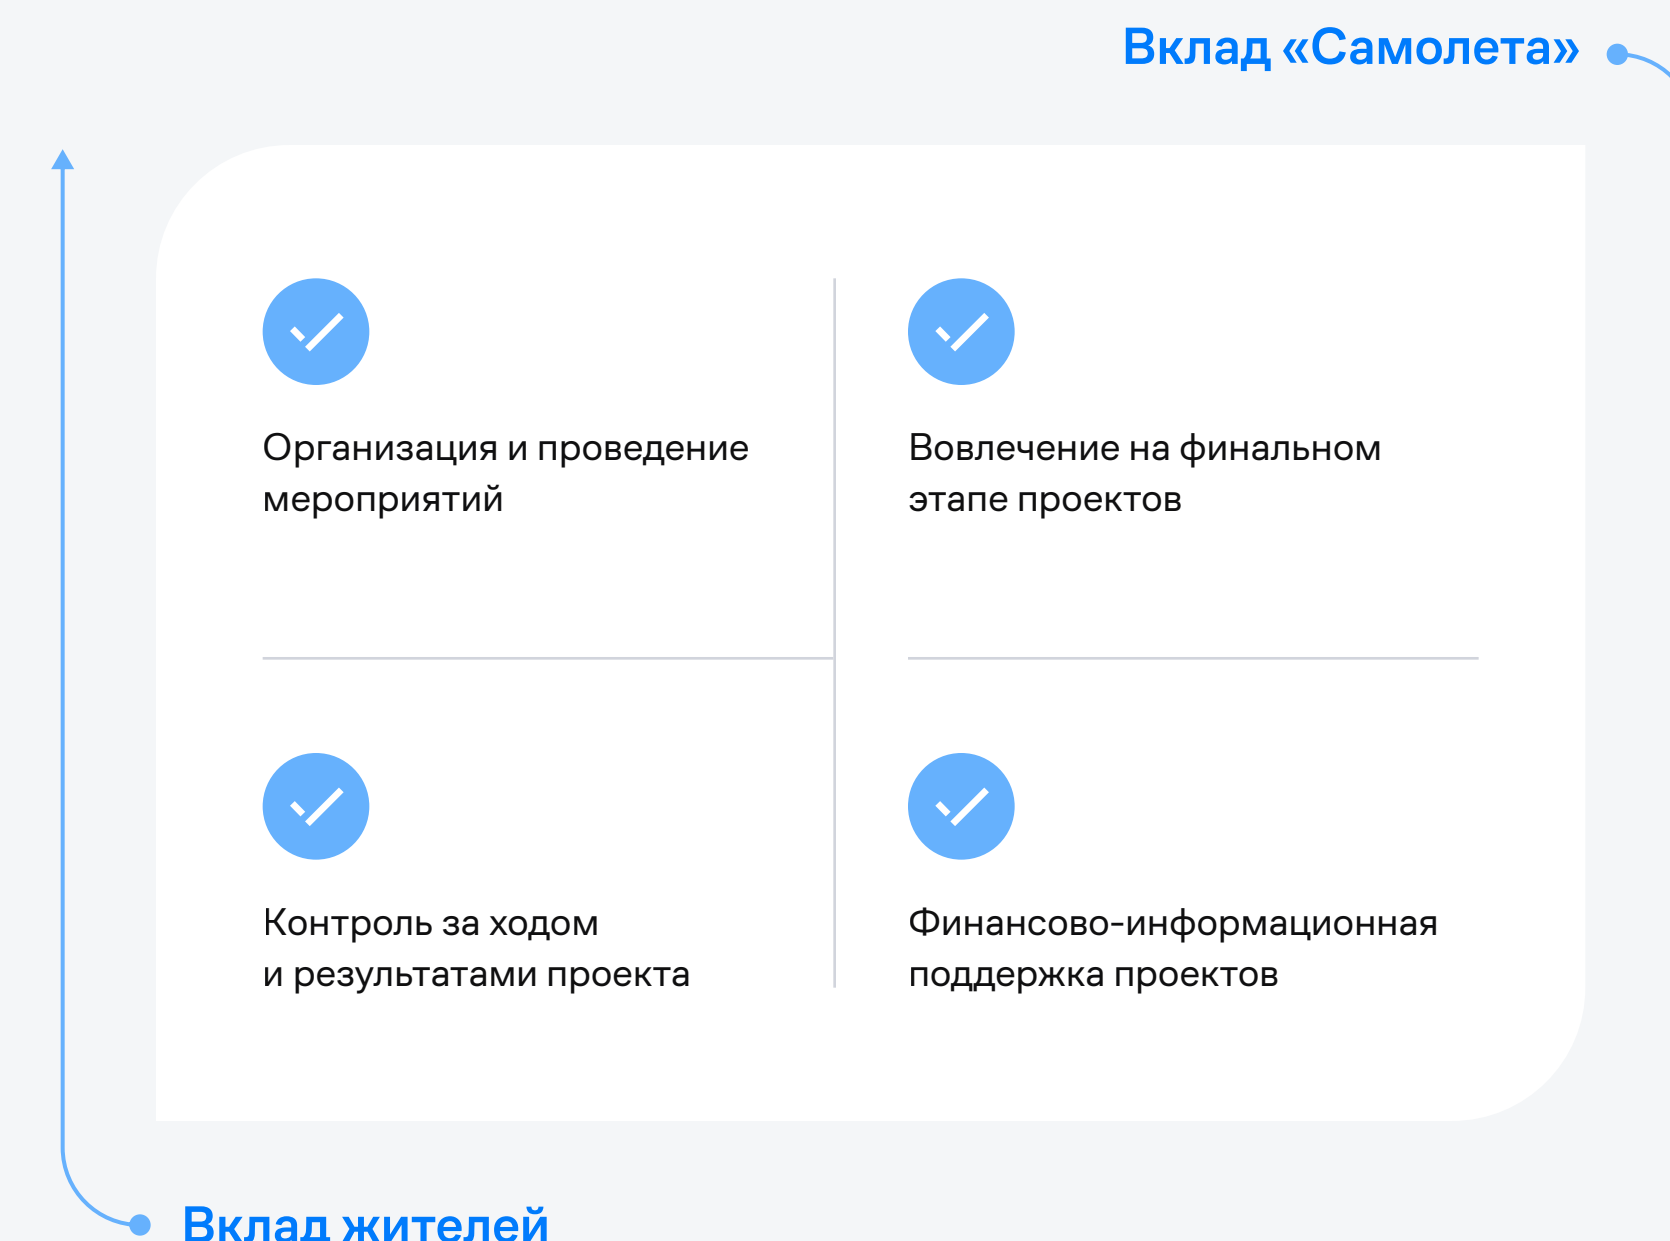 Вклад «Самолета»
Организация и проведение
мероприятий
Вовлечение на финальном
этапе проектов
Контроль за ходом
и результатами проекта
Финансово-информационная
поддержка проектов
Вклад жителей